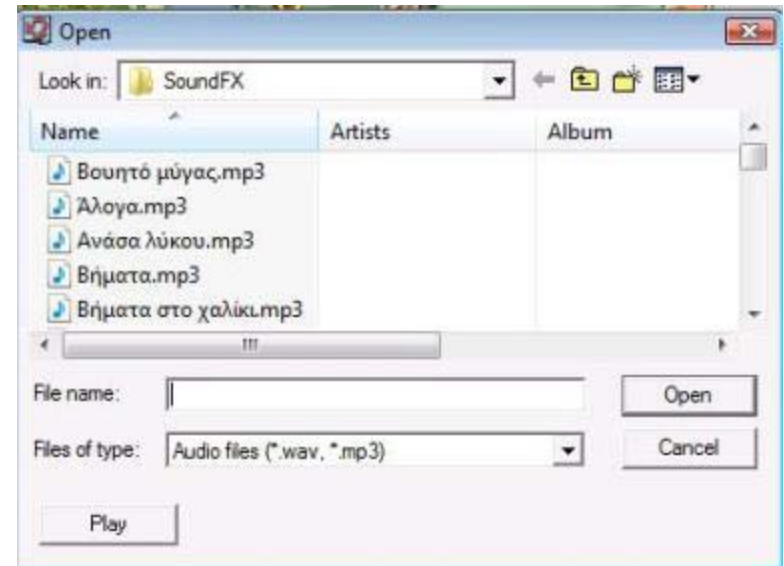 Open
Look in: SoundFX
Name Artists Album
Βουητό μύγας.mp3
Άλογα.mp3
Ανάσα λύκου.mp3
Βήματα.mp3
Βήματα στο χαλίκι.mp3
File name: Open
Files of type: Audio files (*.wav, *.mp3) Cancel
Play